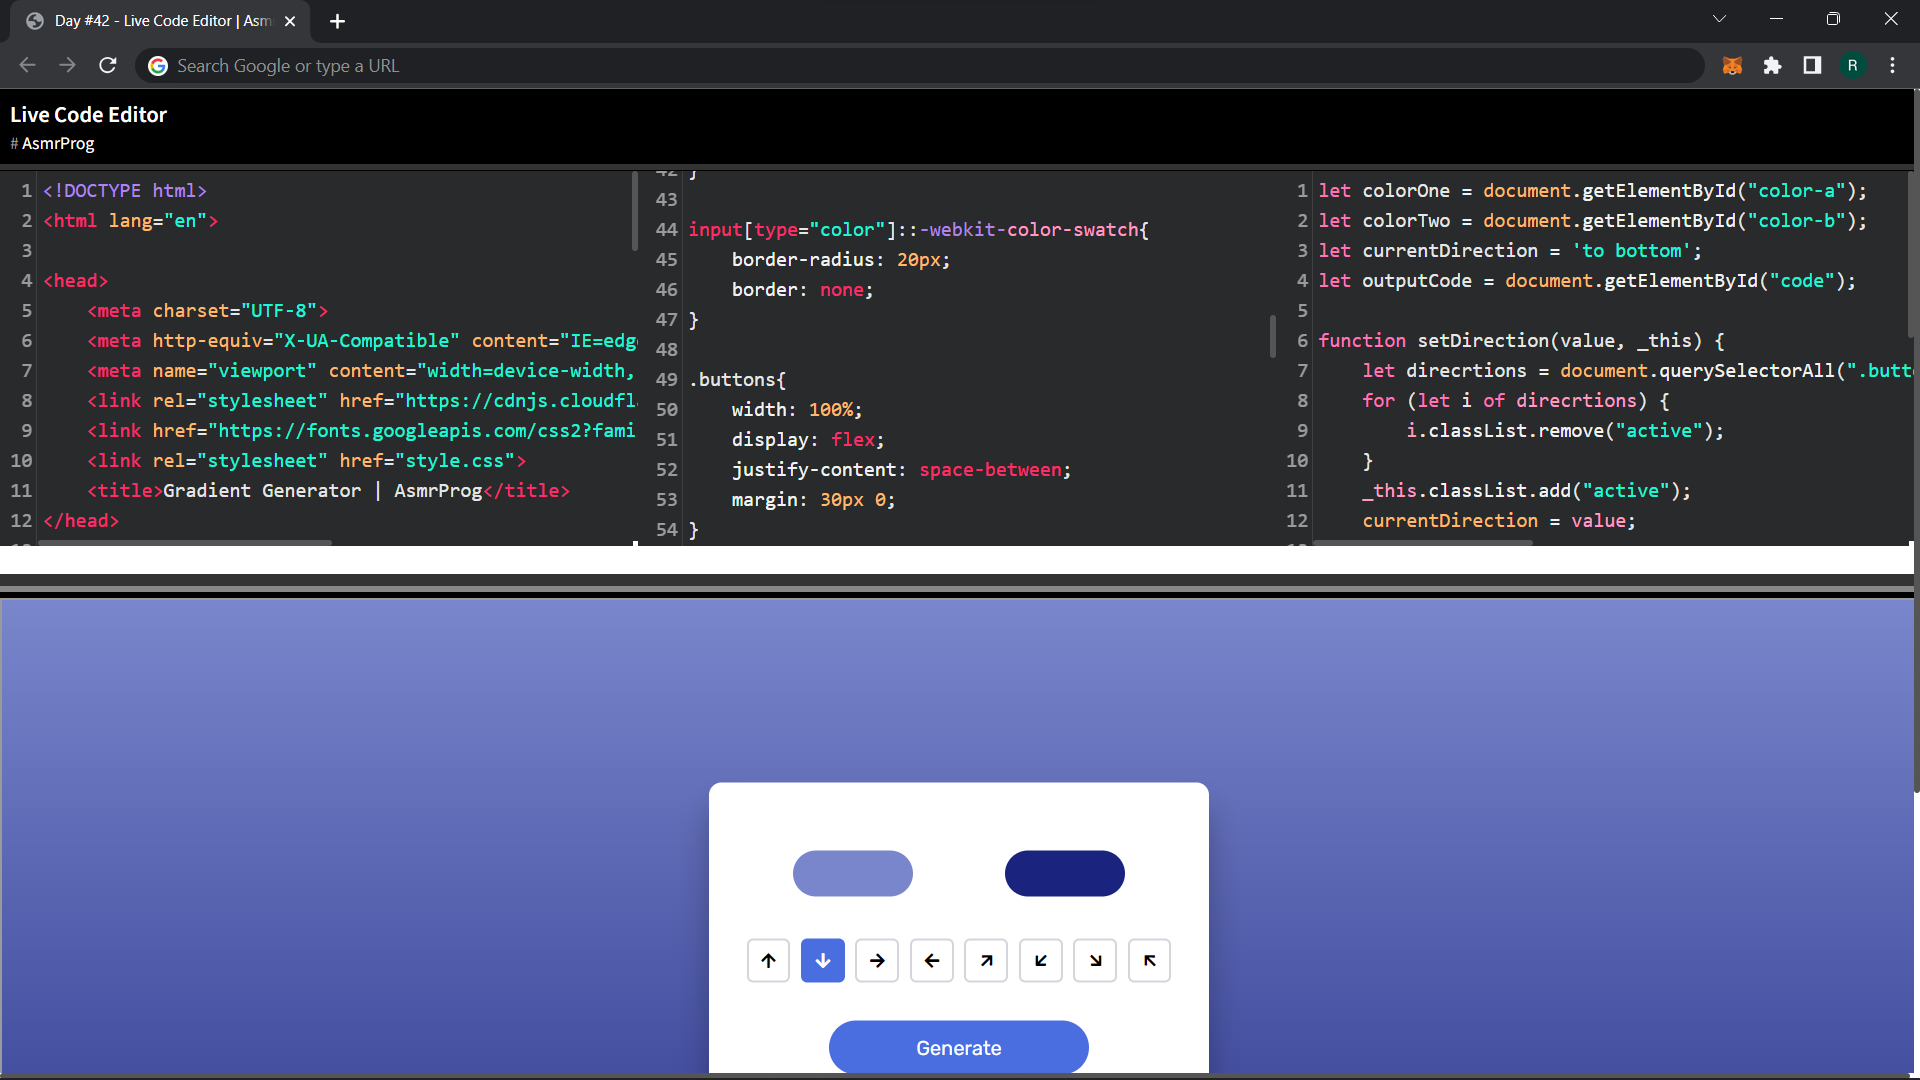 Day #42 - Live Code Editor | Asm
Search Google or type a URL
R
Live Code Editor
# AsmrProg
1 <!DOCTYPE html>
2 <html lang="en">
3
4 <head>
5 <meta charset="UTF-8">
6 <meta http-equiv="X-UA-Compatible" content="IE=edg
7 <meta name="viewport" content="width=device-width,
8 <link rel="stylesheet" href="https://cdnjs.cloudfl
9 <link href="https://fonts.googleapis.com/css2?fami
10 <link rel="stylesheet" href="style.css">
11 <title>Gradient Generator | AsmrProg</title>
12 </head>
42 }
43
44 input[type="color"]::-webkit-color-swatch{
45 border-radius: 20px;
46 border: none;
47 }
48
49 .buttons{
50 width: 100%;
51 display: flex;
52 justify-content: space-between;
53 margin: 30px 0;
54 }
1 let colorOne = document.getElementById("color-a");
2 let colorTwo = document.getElementById("color-b");
3 let currentDirection = 'to bottom';
4 let outputCode = document.getElementById("code");
5
6 function setDirection(value, _this) {
7 let direcrtions = document.querySelectorAll(".butt
8 for (let i of direcrtions) {
9 i.classList.remove("active");
10 }
11 _this.classList.add("active");
12 currentDirection = value;
Generate